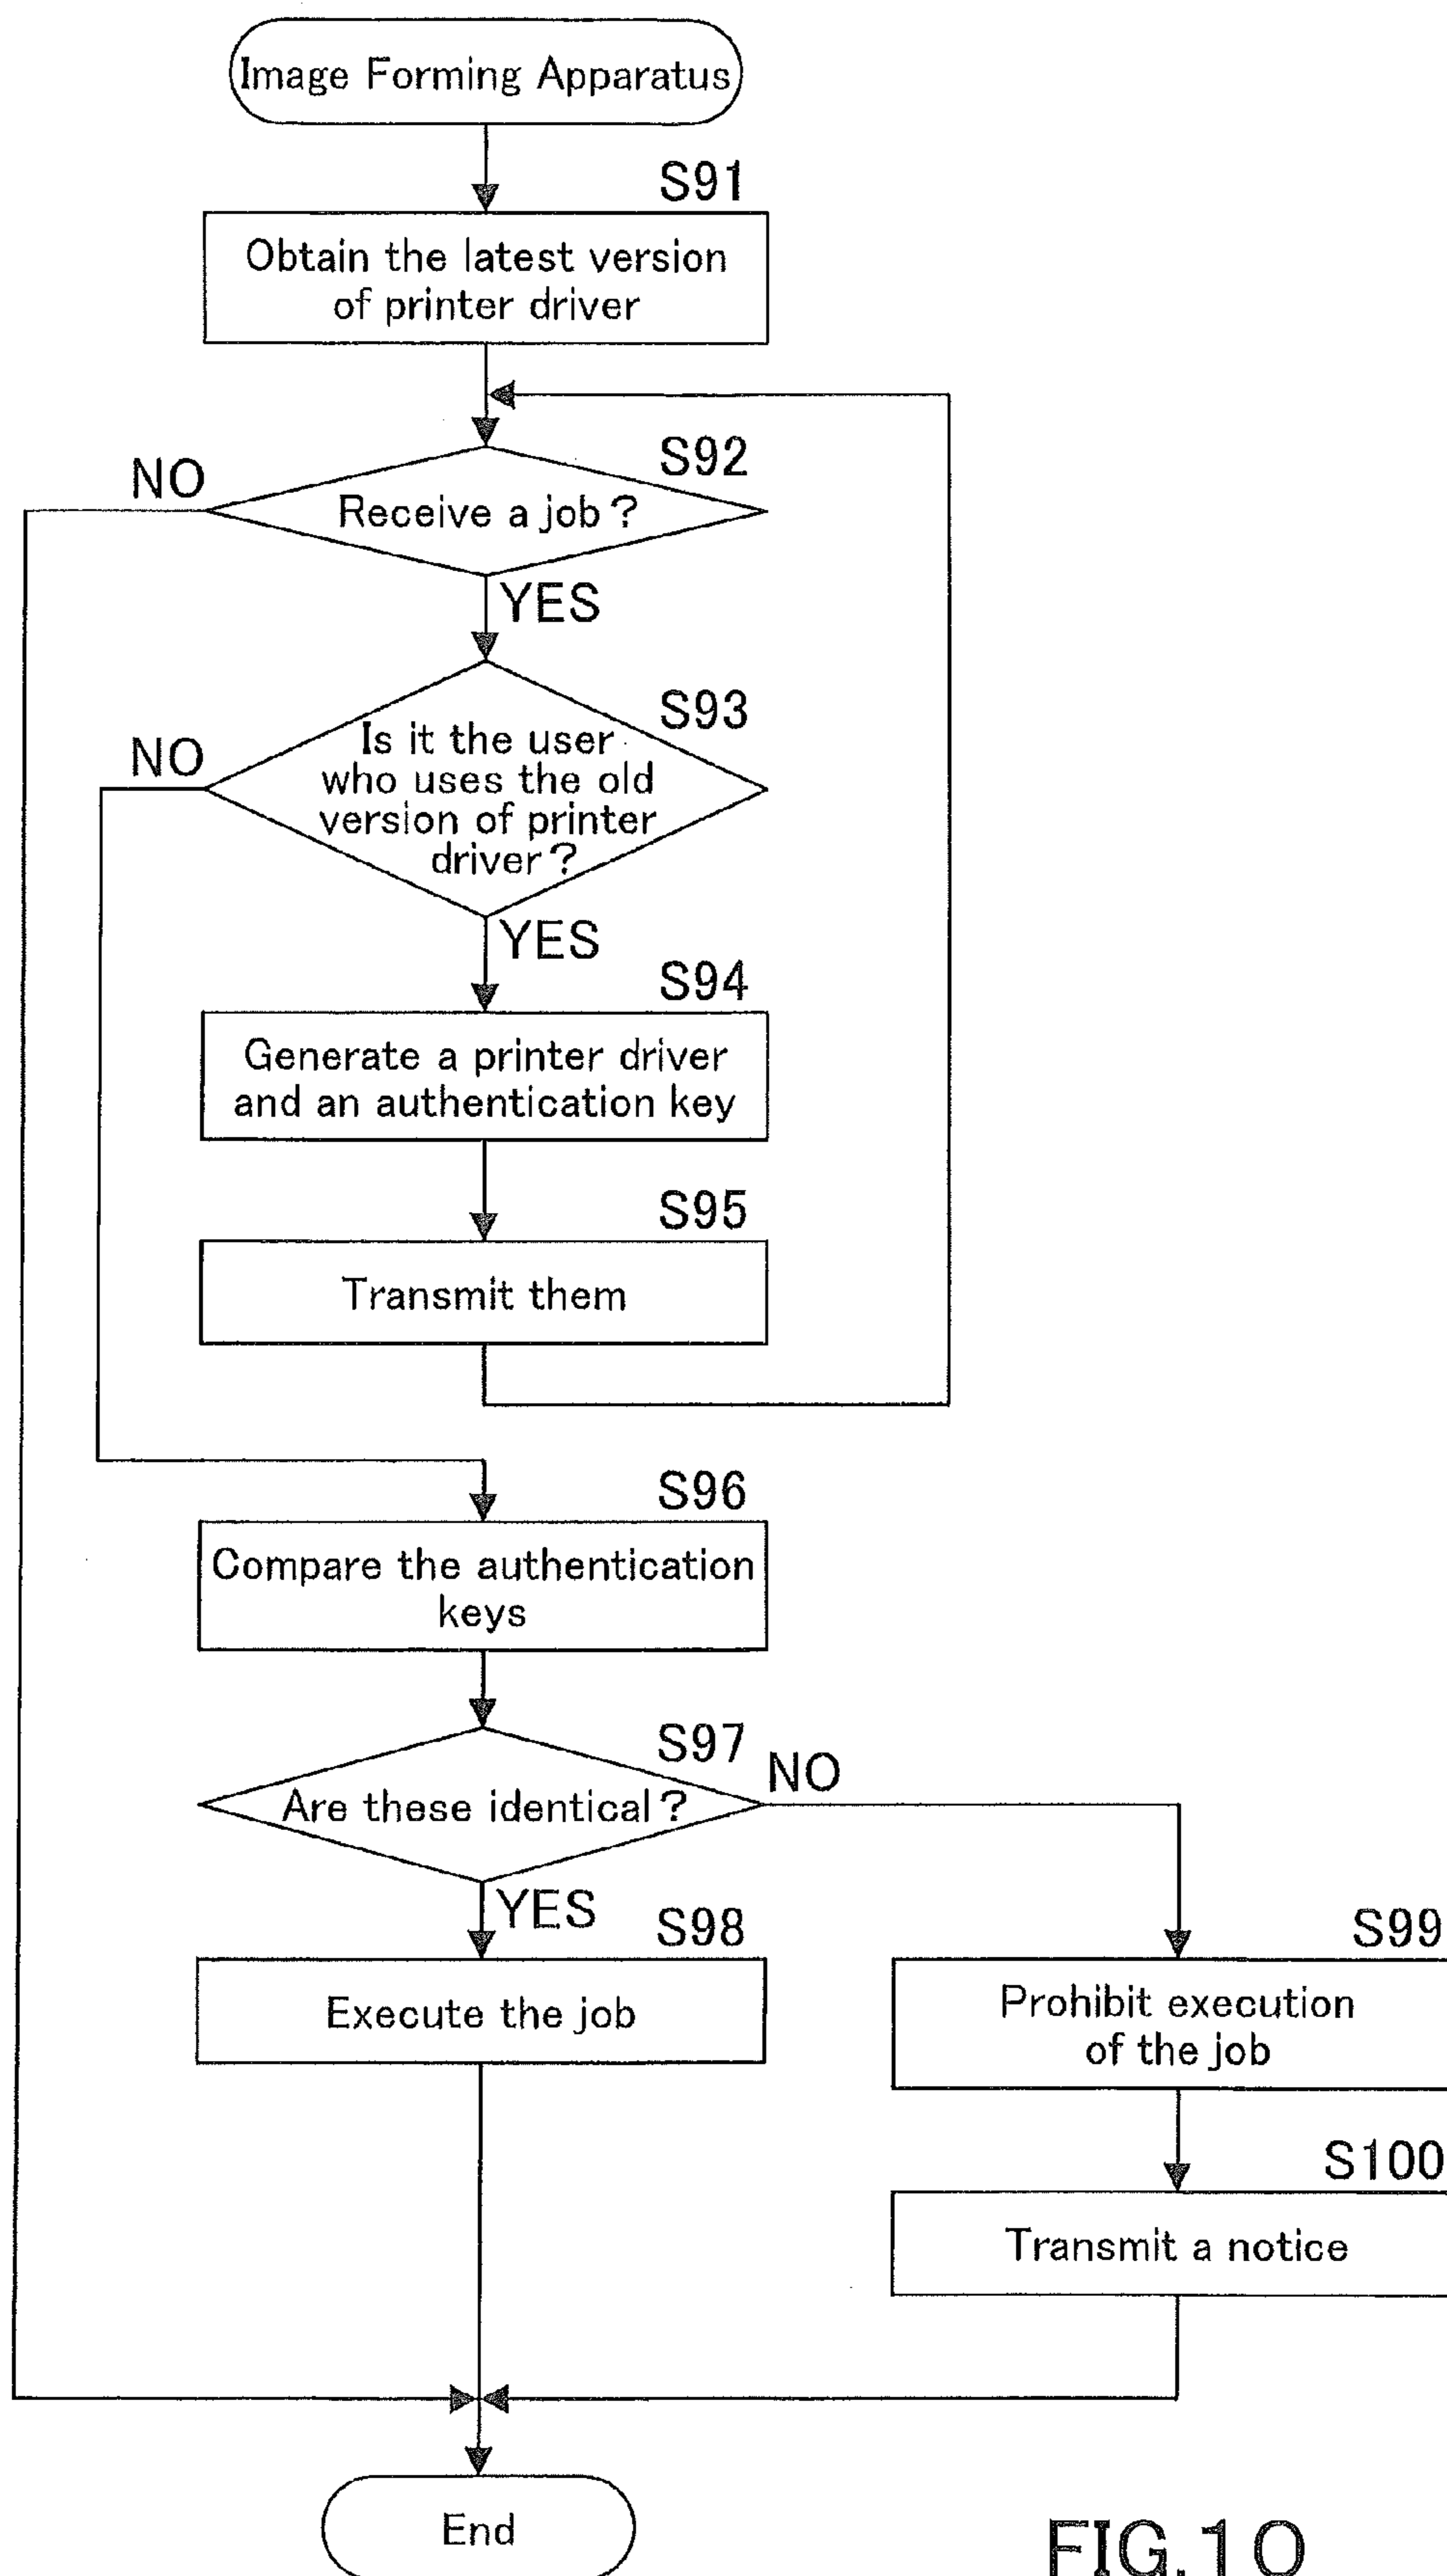 Image Forming Apparatus
S91
Obtain the latest version
of printer driver
S92
NO
Receive a job?
YES
S93
NO
Is it the user
who uses the old
version of printer
driver?
YES
S94
Generate a printer driver
and an authentication key
S95
Transmit them
S96
Compare the authentication
keys
S97
NO
Are these identical?
YES
S98
Execute the job
S99
Prohibit execution
of the job
S100
Transmit a notice
End
FIG.10